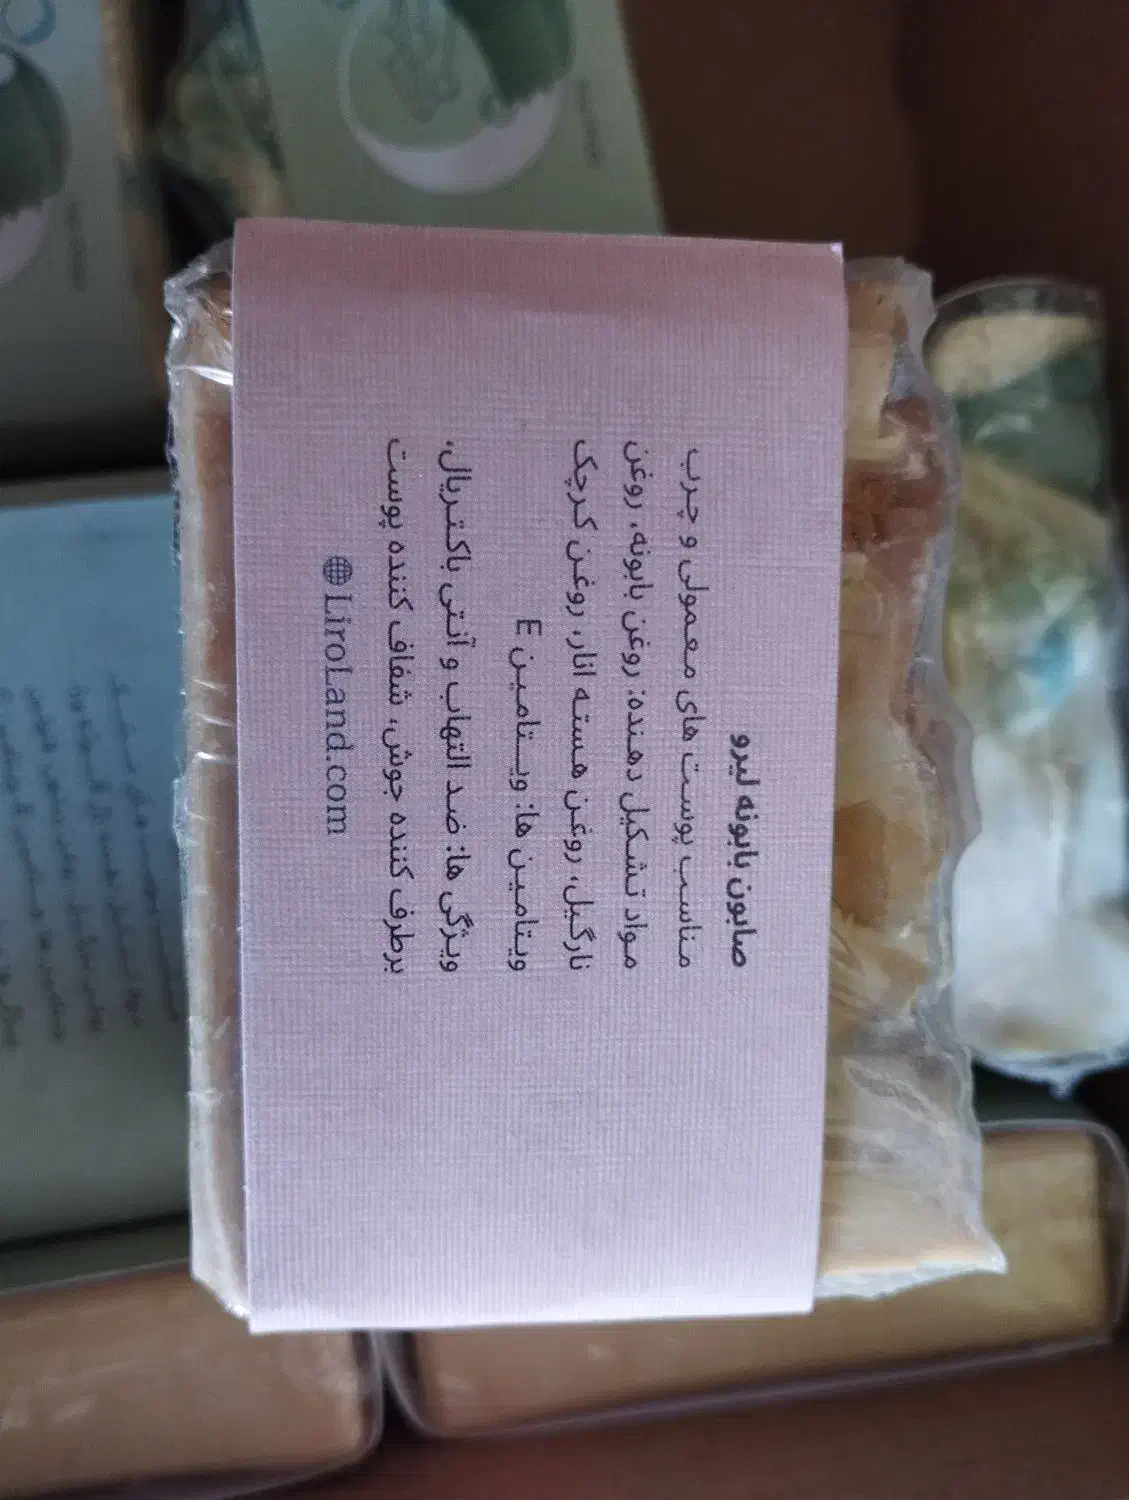 صابون بابونه لیرو
مناسب پوست های معمولی و چرب
مواد تشکیل دهنده: روغن بابونه، روغن
نارگیل، روغن هسته انار، روغن کرچک
ویتامین ها: ویتامین E
ویژگی ها: ضد التهاب و آنتی باکتریال،
برطرف کننده جوش، شفاف کننده پوست
LiroLand.com